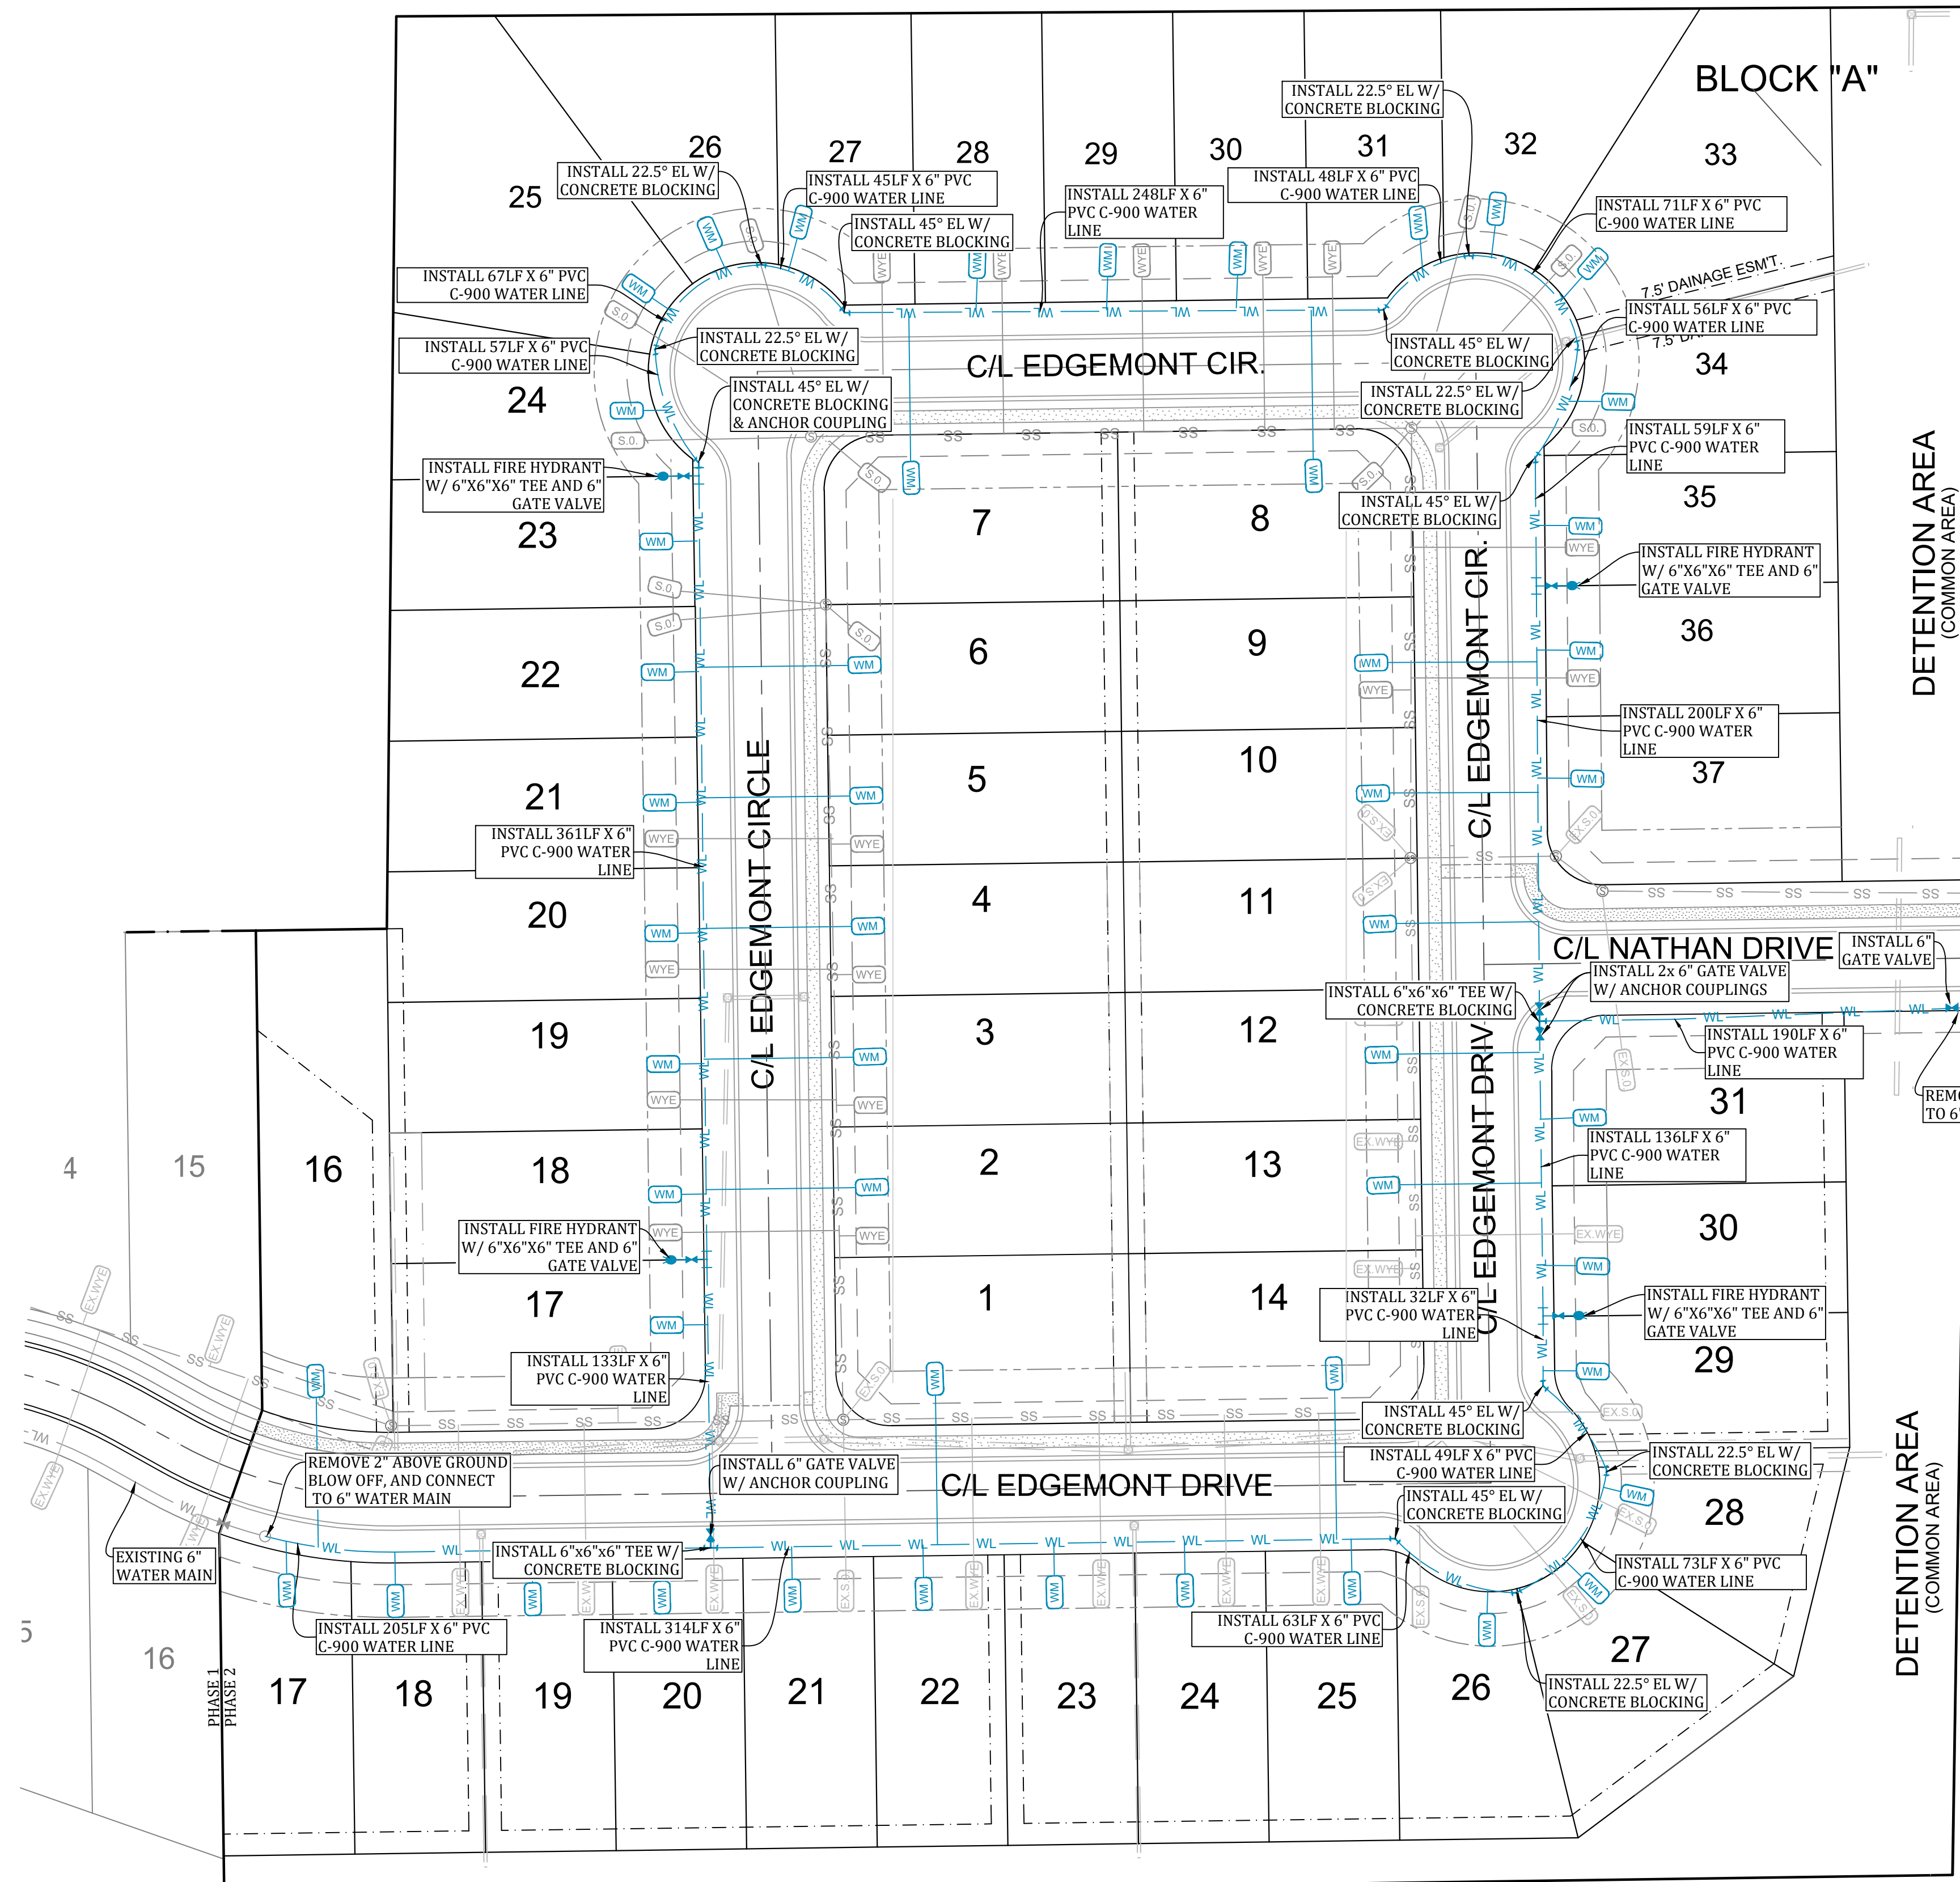 BLOCK "A"
INSTALL 22.5° EL W/
CONCRETE BLOCKING
25
26
27
28
29
30
31
32
33
INSTALL 22.5° EL W/
CONCRETE BLOCKING
INSTALL 45LF X 6" PVC
C-900 WATER LINE
INSTALL 45° EL W/
CONCRETE BLOCKING
INSTALL 248LF X 6"
PVC C-900 WATER
LINE
INSTALL 48LF X 6" PVC
C-900 WATER LINE
INSTALL 71LF X 6" PVC
C-900 WATER LINE
7.5' DAINAGE ESM'T.
INSTALL 67LF X 6" PVC
C-900 WATER LINE
INSTALL 57LF X 6" PVC
C-900 WATER LINE
INSTALL 22.5° EL W/
CONCRETE BLOCKING
INSTALL 45° EL W/
CONCRETE BLOCKING
& ANCHOR COUPLING
C/L EDGEMONT CIR.
INSTALL 45° EL W/
CONCRETE BLOCKING
INSTALL 22.5° EL W/
CONCRETE BLOCKING
INSTALL 56LF X 6" PVC
C-900 WATER LINE
7.5' DA
34
24
INSTALL 59LF X 6"
PVC C-900 WATER
LINE
INSTALL FIRE HYDRANT
W/ 6"X6"X6" TEE AND 6"
GATE VALVE
23
7
8
INSTALL 45° EL W/
CONCRETE BLOCKING
35
INSTALL FIRE HYDRANT
W/ 6"X6"X6" TEE AND 6"
GATE VALVE
DETENTION AREA
(COMMON AREA)
22
6
9
36
C/L EDGEMONT CIR.
INSTALL 200LF X 6"
PVC C-900 WATER
LINE
37
21
5
10
INSTALL 361LF X 6"
PVC C-900 WATER
LINE
C/L EDGEMONT CIRCLE
20
4
11
C/L NATHAN DRIVE
INSTALL 6"
GATE VALVE
INSTALL 2x 6" GATE VALVE
W/ ANCHOR COUPLINGS
INSTALL 6"x6"x6" TEE W/
CONCRETE BLOCKING
INSTALL 190LF X 6"
PVC C-900 WATER
LINE
19
3
12
31
REM
TO 6"
INSTALL 136LF X 6"
PVC C-900 WATER
LINE
4
15
16
18
2
13
C/L EDGEMONT DRIV
30
INSTALL FIRE HYDRANT
W/ 6"X6"X6" TEE AND 6"
GATE VALVE
17
1
14
INSTALL 32LF X 6"
PVC C-900 WATER
LINE
INSTALL FIRE HYDRANT
W/ 6"X6"X6" TEE AND 6"
GATE VALVE
29
INSTALL 133LF X 6"
PVC C-900 WATER
LINE
INSTALL 45° EL W/
CONCRETE BLOCKING
INSTALL 49LF X 6" PVC
C-900 WATER LINE
INSTALL 22.5° EL W/
CONCRETE BLOCKING
REMOVE 2" ABOVE GROUND
BLOW OFF, AND CONNECT
TO 6" WATER MAIN
INSTALL 6" GATE VALVE
W/ ANCHOR COUPLING
C/L EDGEMONT DRIVE
INSTALL 45° EL W/
CONCRETE BLOCKING
28
DETENTION AREA
(COMMON AREA)
EXISTING 6"
WATER MAIN
INSTALL 6"x6"x6" TEE W/
CONCRETE BLOCKING
INSTALL 73LF X 6" PVC
C-900 WATER LINE
INSTALL 205LF X 6" PVC
C-900 WATER LINE
INSTALL 314LF X 6"
PVC C-900 WATER
LINE
INSTALL 63LF X 6" PVC
C-900 WATER LINE
5
16
PHASE 1
PHASE 2
17
18
19
20
21
22
23
24
25
26
27
INSTALL 22.5° EL W/
CONCRETE BLOCKING
WM
WL
SS
WYE
S.O.
EX.WYE
EX.S.O.